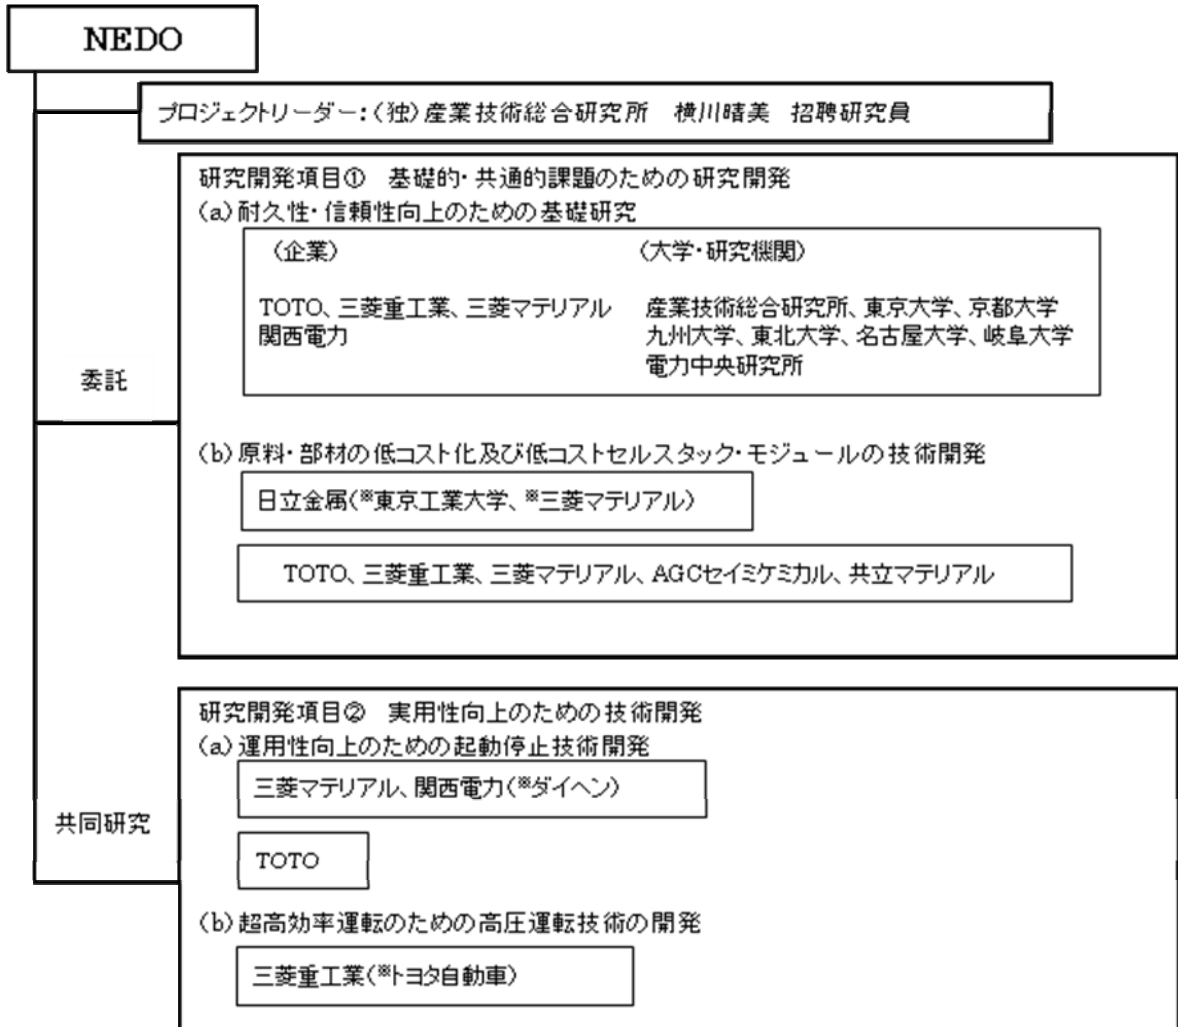 NEDO
プロジェクトリーダー：（独）産業技術総合研究所　横川晴美　招聘研究員
研究開発項目①　基礎的・共通的課題のための研究開発
（a）耐久性・信頼性向上のための基礎研究
（企業）　（大学・研究機関）
TOTO、三菱重工業、三菱マテリアル　産業技術総合研究所、東京大学、京都大学
関西電力　九州大学、東北大学、名古屋大学、岐阜大学
電力中央研究所
委託
（b）原料・部材の低コスト化及び低コストセルスタック・モジュールの技術開発
日立金属（※東京工業大学、※三菱マテリアル）
TOTO、三菱重工業、三菱マテリアル、AGCセイミケミカル、共立マテリアル
研究開発項目②　実用性向上のための技術開発
（a）運用性向上のための起動停止技術開発
三菱マテリアル、関西電力（※ダイヘン）
共同研究
TOTO
（b）超高効率運転のための高圧運転技術の開発
三菱重工業（※トヨタ自動車）